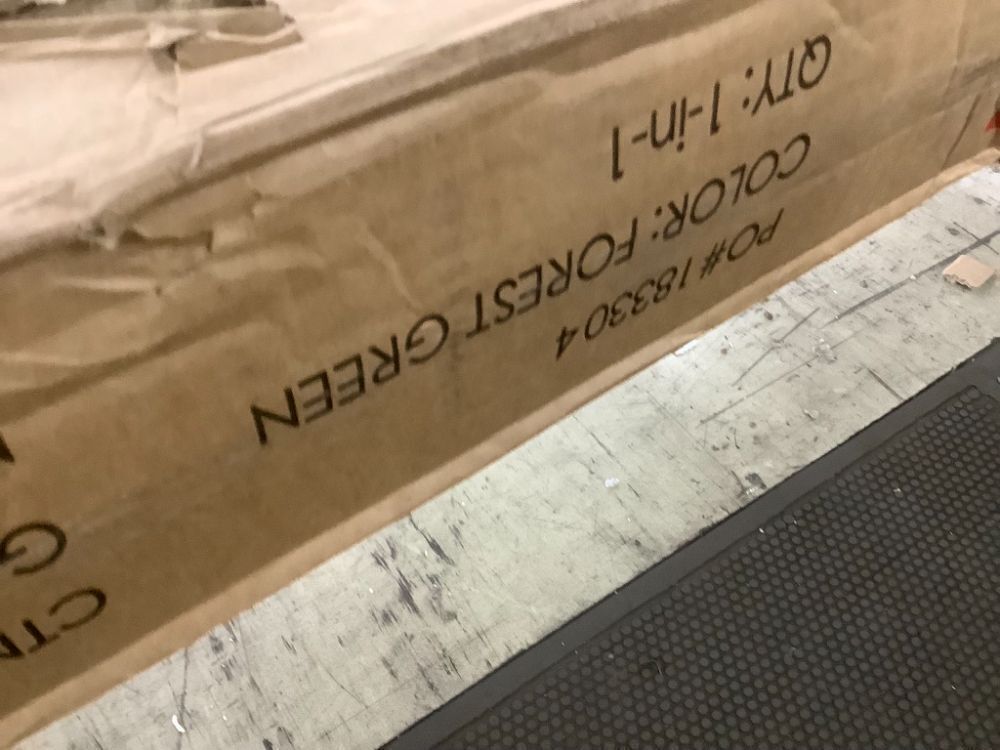 PO#183304
COLOR: FOREST GREEN
QTY: 1-in-1